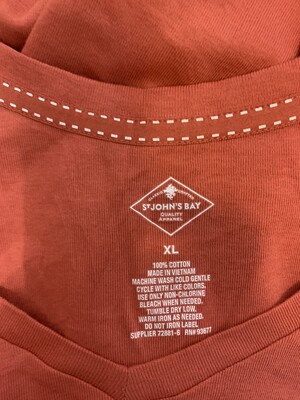 ST JOHN'S BAY
QUALITY
APPAREL
XL
100% COTTON
MADE IN VIETNAM
MACHINE WASH COLD GENTLE
CYCLE WITH LIKE COLORS.
USE ONLY NON-CHLORINE
BLEACH WHEN NEEDED.
TUMBLE DRY LOW.
WARM IRON AS NEEDED.
DO NOT IRON LABEL
SUPPLIER 72881-6 RN# 93677